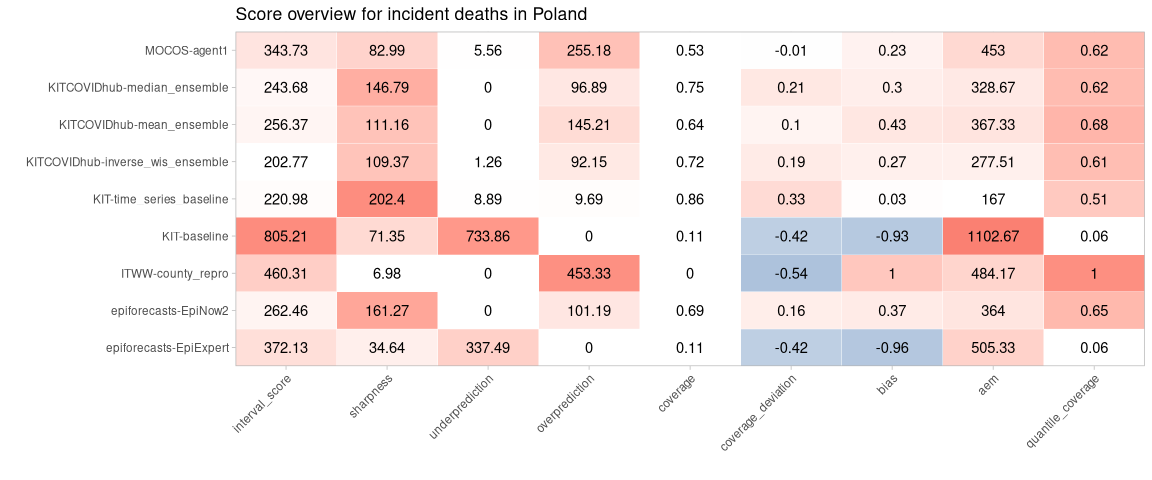 Score overview for incident deaths in Poland
MOCOS-agent1 343.73 82.99 5.56 255.18 0.53 -0.01 0.23 453 0.62
KITCOVIDhub-median_ensemble 243.68 146.79 0 96.89 0.75 0.21 0.3 328.67 0.62
KITCOVIDhub-mean_ensemble 256.37 111.16 0 145.21 0.64 0.1 0.43 367.33 0.68
KITCOVIDhub-inverse_wis_ensemble 202.77 109.37 1.26 92.15 0.72 0.19 0.27 277.51 0.61
KIT-time_series_baseline 220.98 202.4 8.89 9.69 0.86 0.33 0.03 167 0.51
KIT-baseline 805.21 71.35 733.86 0 0.11 -0.42 -0.93 1102.67 0.06
ITWW-county_repro 460.31 6.98 0 453.33 0 -0.54 1 484.17 1
epiforecasts-EpiNow2 262.46 161.27 0 101.19 0.69 0.16 0.37 364 0.65
epiforecasts-EpiExpert 372.13 34.64 337.49 0 0.11 -0.42 -0.96 505.33 0.06
interval_score sharpness underprediction overprediction coverage coverage_deviation bias aem quantile_coverage